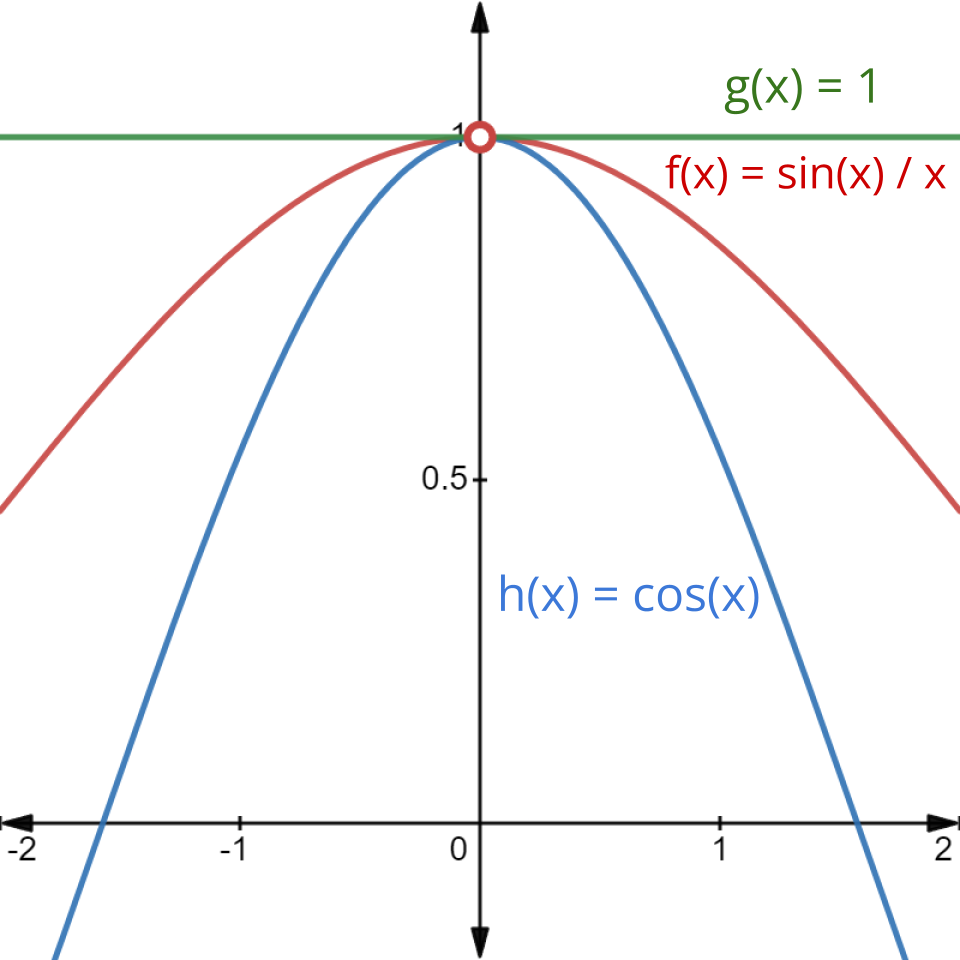 g(x) = 1
1
f(x) = sin(x) / x
0.5
h(x) = cos(x)
-2 -1 0 1 2